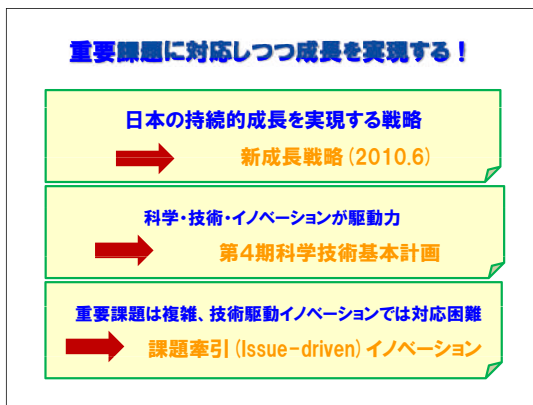 重要課題に対応しつつ成長を実現する！
日本の持続的成長を実現する戦略
新成長戦略(2010.6)
科学・技術・イノベーションが駆動力
第4期科学技術基本計画
重要課題は複雑、技術駆動イノベーションでは対応困難
課題牽引(Issue-driven)イノベーション